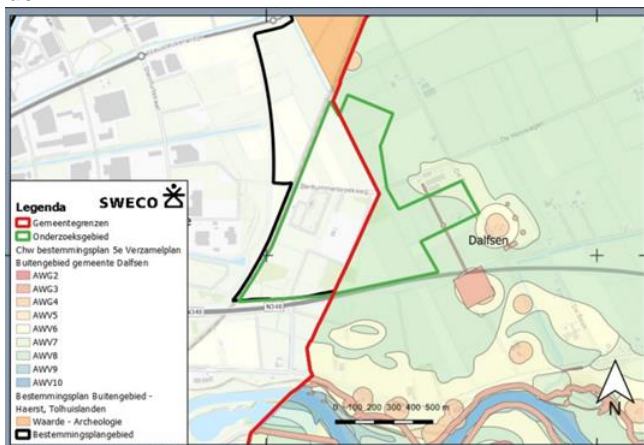 Dalfsen
N340
N340
0 100 200 300 400 500 m
N
SWECO
Legenda
Gemeentegrenzen
Onderzoeksgebied
Chw bestemmingsplan 5e Verzamelplan
Buitengebied gemeente Dalfsen
AWG2
AWG3
AWG4
AWV5
AWV6
AWV7
AWV8
AWV9
AWV10
Bestemmingsplan Buitengebied -
Haerst, Tolhuislanden
Waarde - Archeologie
Bestemmingsplangebied